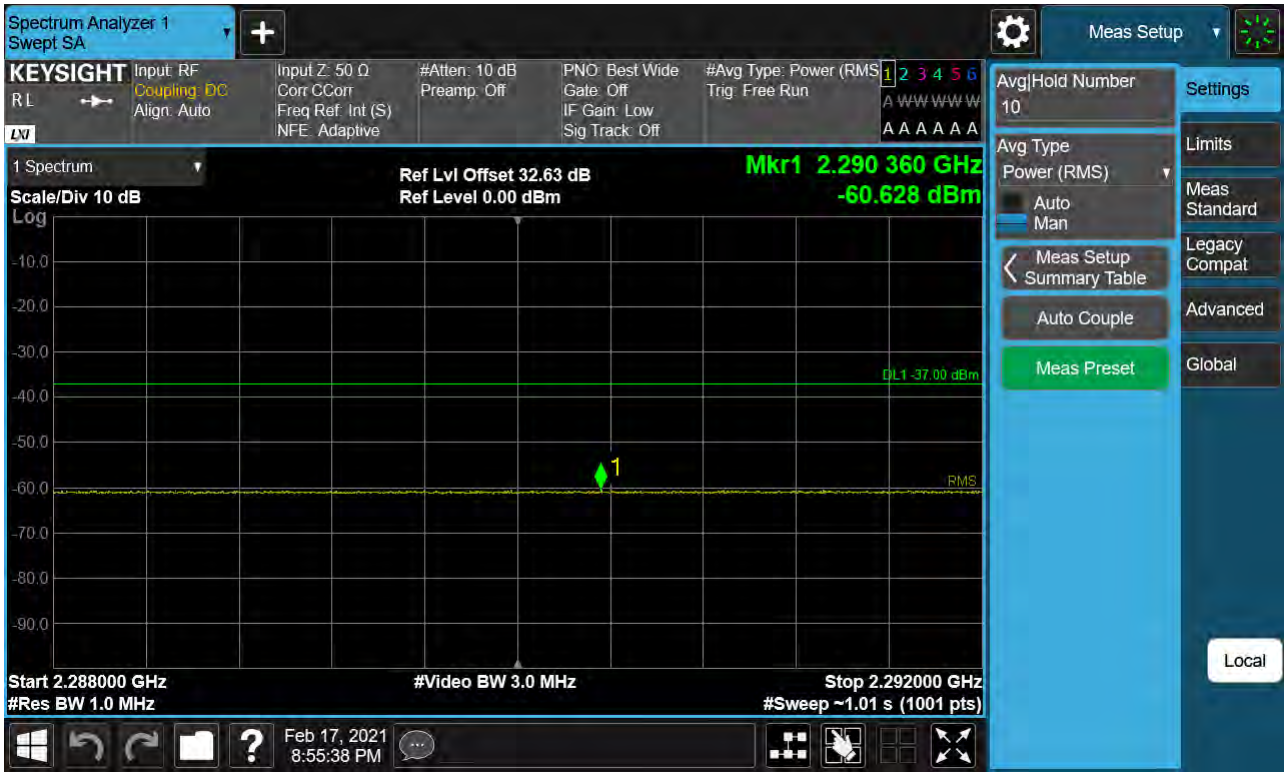 Spectrum Analyzer 1
Swept SA
+
Meas Setup
KEYSIGHT
RL
LXI
Input: RF
Coupling: DC
Align: Auto
Input Z: 50 Ω
Corr CCorr
Freq Ref: Int (S)
NFE: Adaptive
#Atten: 10 dB
Preamp: Off
PNO: Best Wide
Gate: Off
IF Gain: Low
Sig Track: Off
#Avg Type: Power (RMS
Trig: Free Run
1 2 3 4 5 6
A W W W W W
A A A A A A
1 Spectrum
Scale/Div 10 dB
Log
Ref Lvl Offset 32.63 dB
Ref Level 0.00 dBm
Mkr1 2.290 360 GHz
-60.628 dBm
-10.0
-20.0
-30.0
DL1 -37.00 dBm
-40.0
-50.0
1
-60.0
RMS
-70.0
-80.0
-90.0
Start 2.288000 GHz
#Video BW 3.0 MHz
Stop 2.292000 GHz
#Res BW 1.0 MHz
#Sweep ~1.01 s (1001 pts)
Avg|Hold Number
10
Avg Type
Power (RMS)
Auto
Man
Meas Setup
Summary Table
Auto Couple
Meas Preset
Settings
Limits
Meas
Standard
Legacy
Compat
Advanced
Global
Local
?
Feb 17, 2021
8:55:38 PM